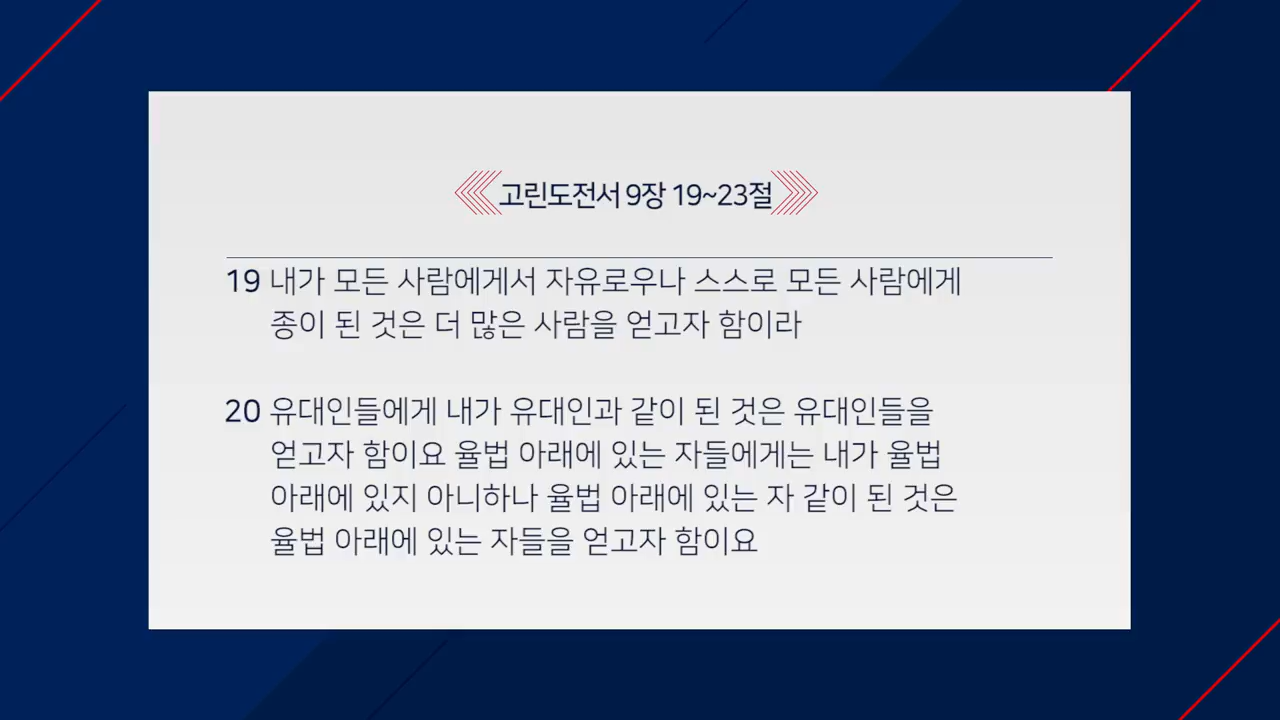 고린도전서 9장 19~23절
19 내가 모든 사람에게서 자유로우나 스스로 모든 사람에게
종이 된 것은 더 많은 사람을 얻고자 함이라
20 유대인들에게 내가 유대인과 같이 된 것은 유대인들을
얻고자 함이요 율법 아래에 있는 자들에게는 내가 율법
아래에 있지 아니하나 율법 아래에 있는 자 같이 된 것은
율법 아래에 있는 자들을 얻고자 함이요